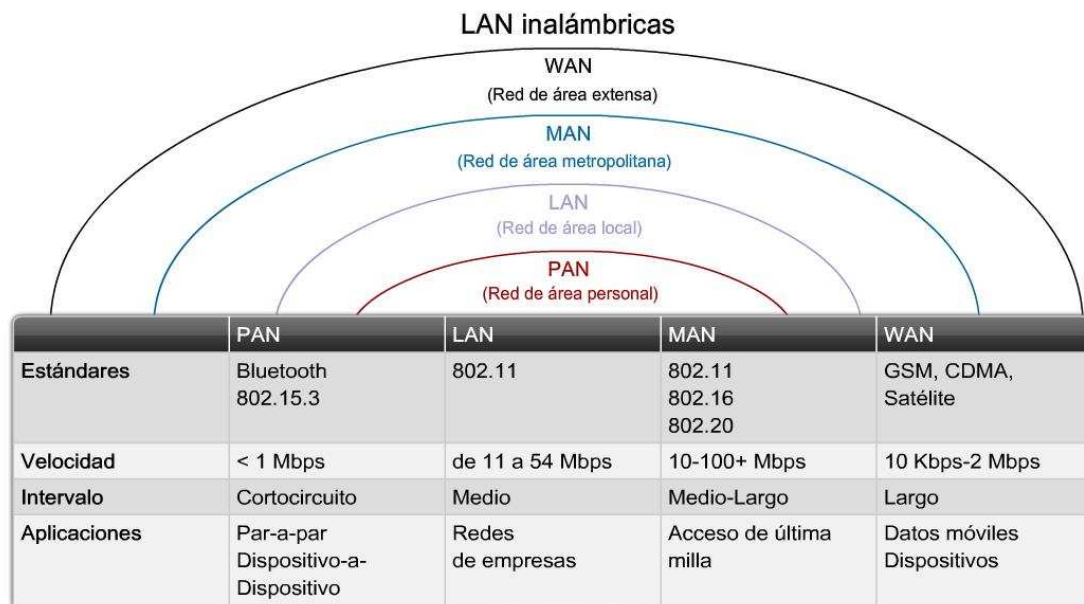 LAN inalámbricas
WAN
(Red de área extensa)
MAN
(Red de área metropolitana)
LAN
(Red de área local)
PAN
(Red de área personal)
PAN LAN MAN WAN
Estándares Bluetooth 802.11 802.11 GSM, CDMA,
802.15.3 802.16 Satélite
802.20
Velocidad < 1 Mbps de 11 a 54 Mbps 10-100+ Mbps 10 Kbps-2 Mbps
Intervalo Cortocircuito Medio Medio-Largo Largo
Aplicaciones Par-a-par Redes Acceso de última Datos móviles
Dispositivo-a- de empresas milla Dispositivos
Dispositivo